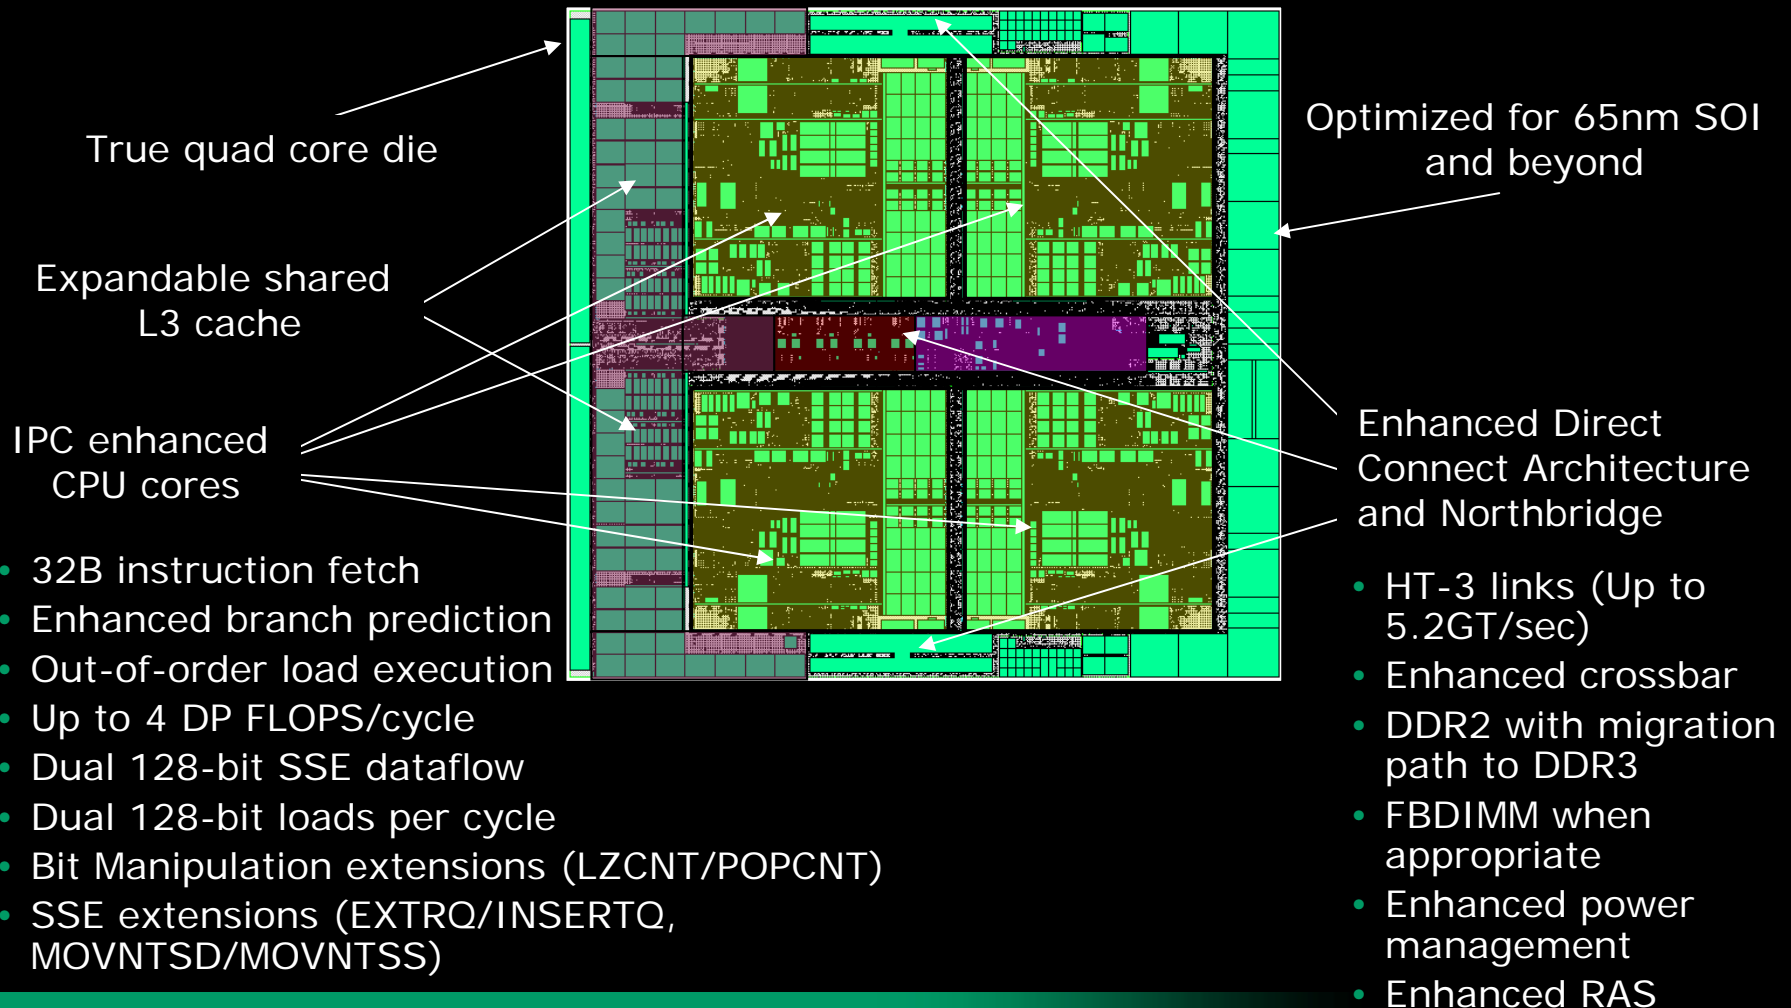 True quad core die
Expandable shared
L3 cache
IPC enhanced
CPU cores
• 32B instruction fetch
• Enhanced branch prediction
• Out-of-order load execution
• Up to 4 DP FLOPS/cycle
• Dual 128-bit SSE dataflow
• Dual 128-bit loads per cycle
• Bit Manipulation extensions (LZCNT/POPCNT)
• SSE extensions (EXTRQ/INSERTQ,
MOVNTSD/MOVNTSS)
Optimized for 65nm SOI
and beyond
Enhanced Direct
Connect Architecture
and Northbridge
• HT-3 links (Up to
5.2GT/sec)
• Enhanced crossbar
• DDR2 with migration
path to DDR3
• FBDIMM when
appropriate
• Enhanced power
management
• Enhanced RAS